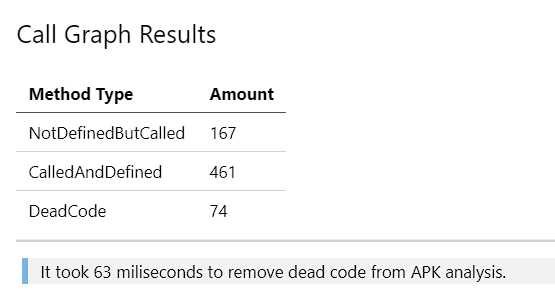 Call Graph Results
Method Type Amount
NotDefinedButCalled 167
CalledAndDefined 461
DeadCode 74
It took 63 miliseconds to remove dead code from APK analysis.